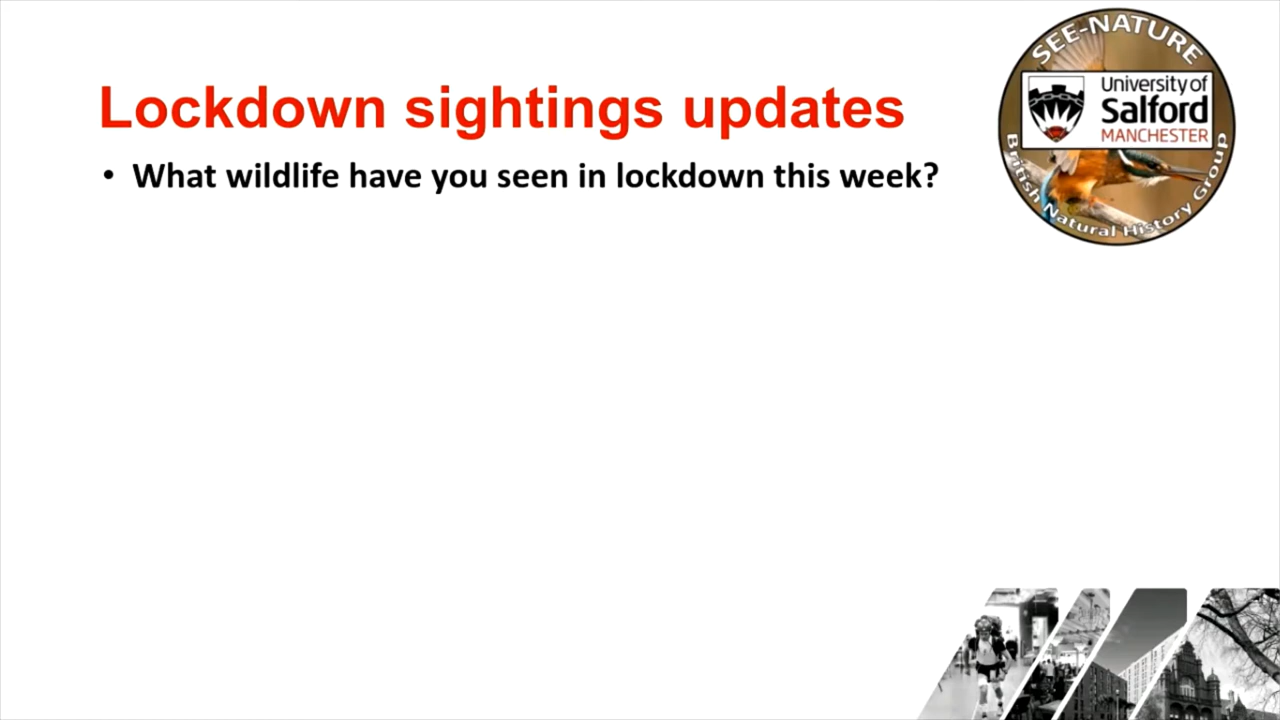 Lockdown sightings updates
• What wildlife have you seen in lockdown this week?
SEE-NATURE
University of
Salford
MANCHESTER
British Natural History Group